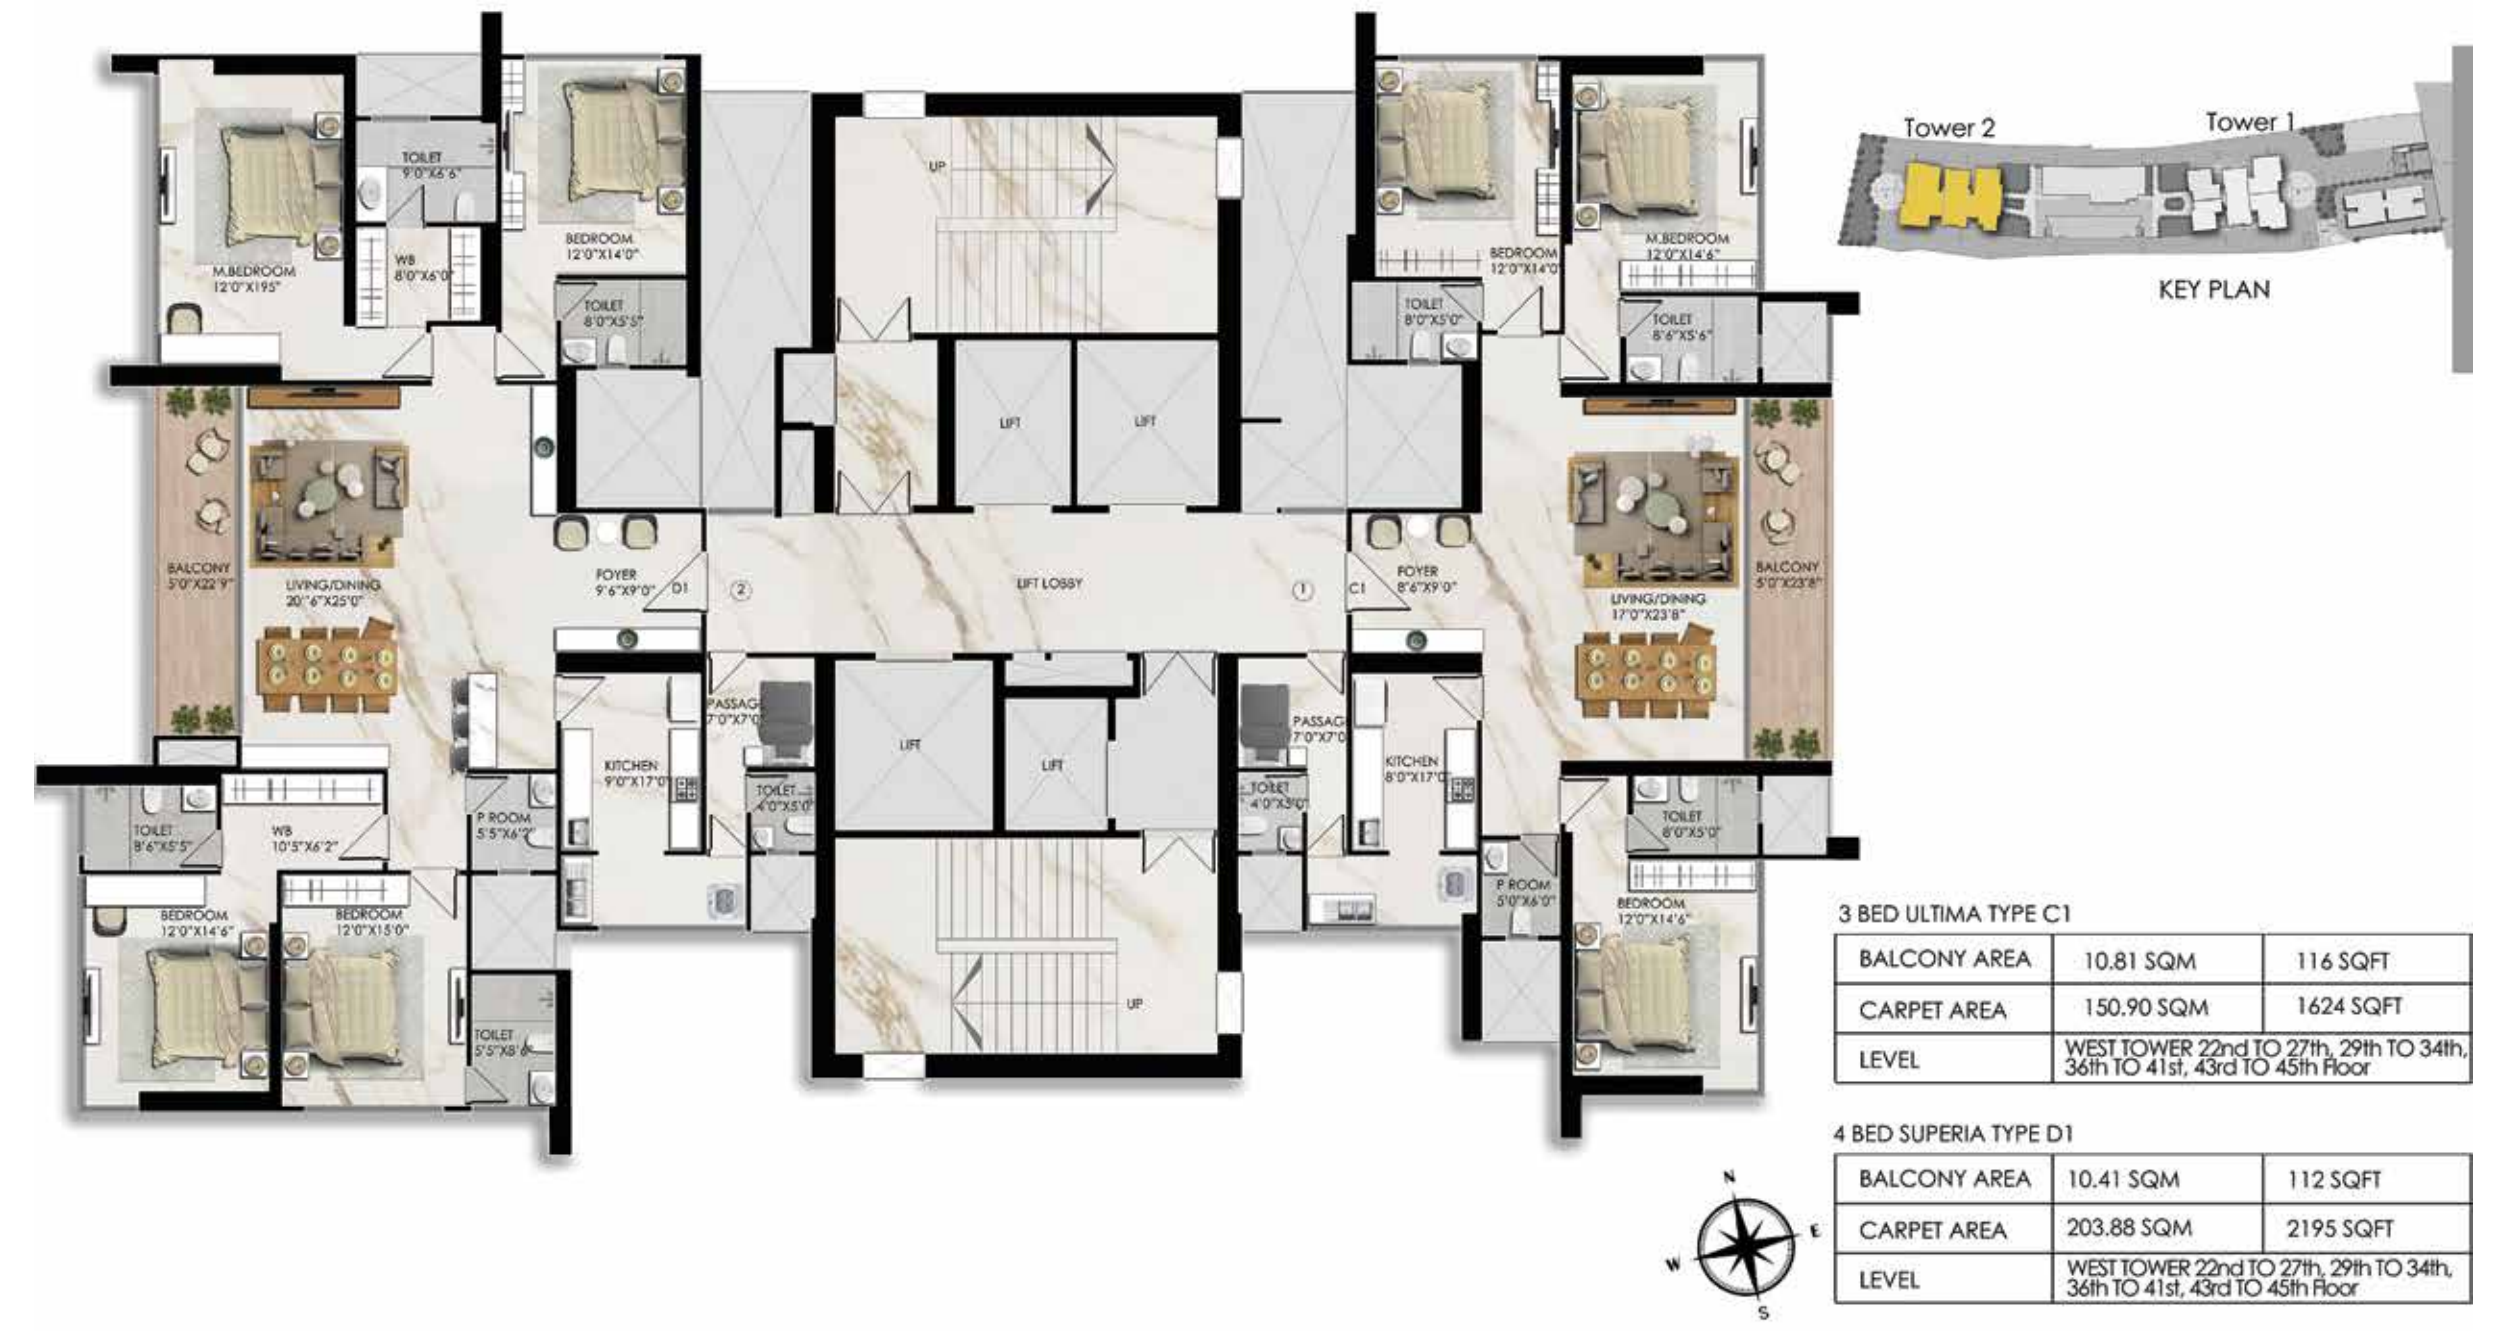 TOILET
9'0"X6'6"
M.BEDROOM
12'0"X195"
WB
8'0"X6'0"
BEDROOM
12'0"X14'0"
TOILET
8'0"X5'5"
UP
BEDROOM
12'0"X14'0"
M.BEDROOM
12'0"X14'6"
TOILET
8'0"X5'0"
TOILET
8'6"X5'6"
Tower 2
Tower 1
KEY PLAN
LIFT
LIFT
BALCONY
5'0"X22'9"
LIVING/DINING
20'6"X25'0"
FOYER
9'6"X9'0"
D1
2
LIFT LOBBY
1
C1
FOYER
8'6"X9'0"
LIVING/DINING
17'0"X23'8"
BALCONY
5'0"X23'8"
PASSAG
7'0"X7'0
KITCHEN
9'0"X17'0"
TOILET
4'0"X5'0"
LIFT
LIFT
PASSAG
7'0"X7'0
TOILET
4'0"X5'0"
KITCHEN
8'0"X17'0"
TOILET
8'6"X5'5"
WB
10'5"X6'2"
P ROOM
5'5"X6'2"
TOILET
8'0"X5'0"
P ROOM
5'0"X6'0"
BEDROOM
12'0"X14'6"
BEDROOM
12'0"X15'0"
BEDROOM
12'0"X14'6"
TOILET
5'5"X8'6"
UP
3 BED ULTIMA TYPE C1
BALCONY AREA 10.81 SQM 116 SQFT
CARPET AREA 150.90 SQM 1624 SQFT
LEVEL WEST TOWER 22nd TO 27th, 29th TO 34th,
36th TO 41st, 43rd TO 45th Floor
4 BED SUPERIA TYPE D1
BALCONY AREA 10.41 SQM 112 SQFT
CARPET AREA 203.88 SQM 2195 SQFT
LEVEL WEST TOWER 22nd TO 27th, 29th TO 34th,
36th TO 41st, 43rd TO 45th Floor
N
E
W
S